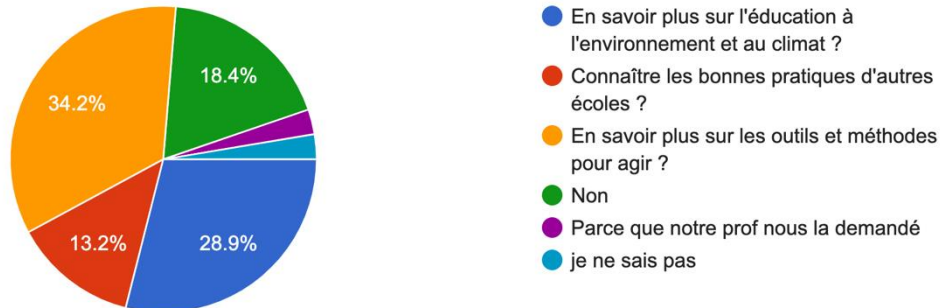 34.2%
18.4%
13.2%
28.9%
En savoir plus sur l'éducation à
l'environnement et au climat ?
Connaître les bonnes pratiques d'autres
écoles ?
En savoir plus sur les outils et méthodes
pour agir ?
Non
Parce que notre prof nous la demandé
je ne sais pas